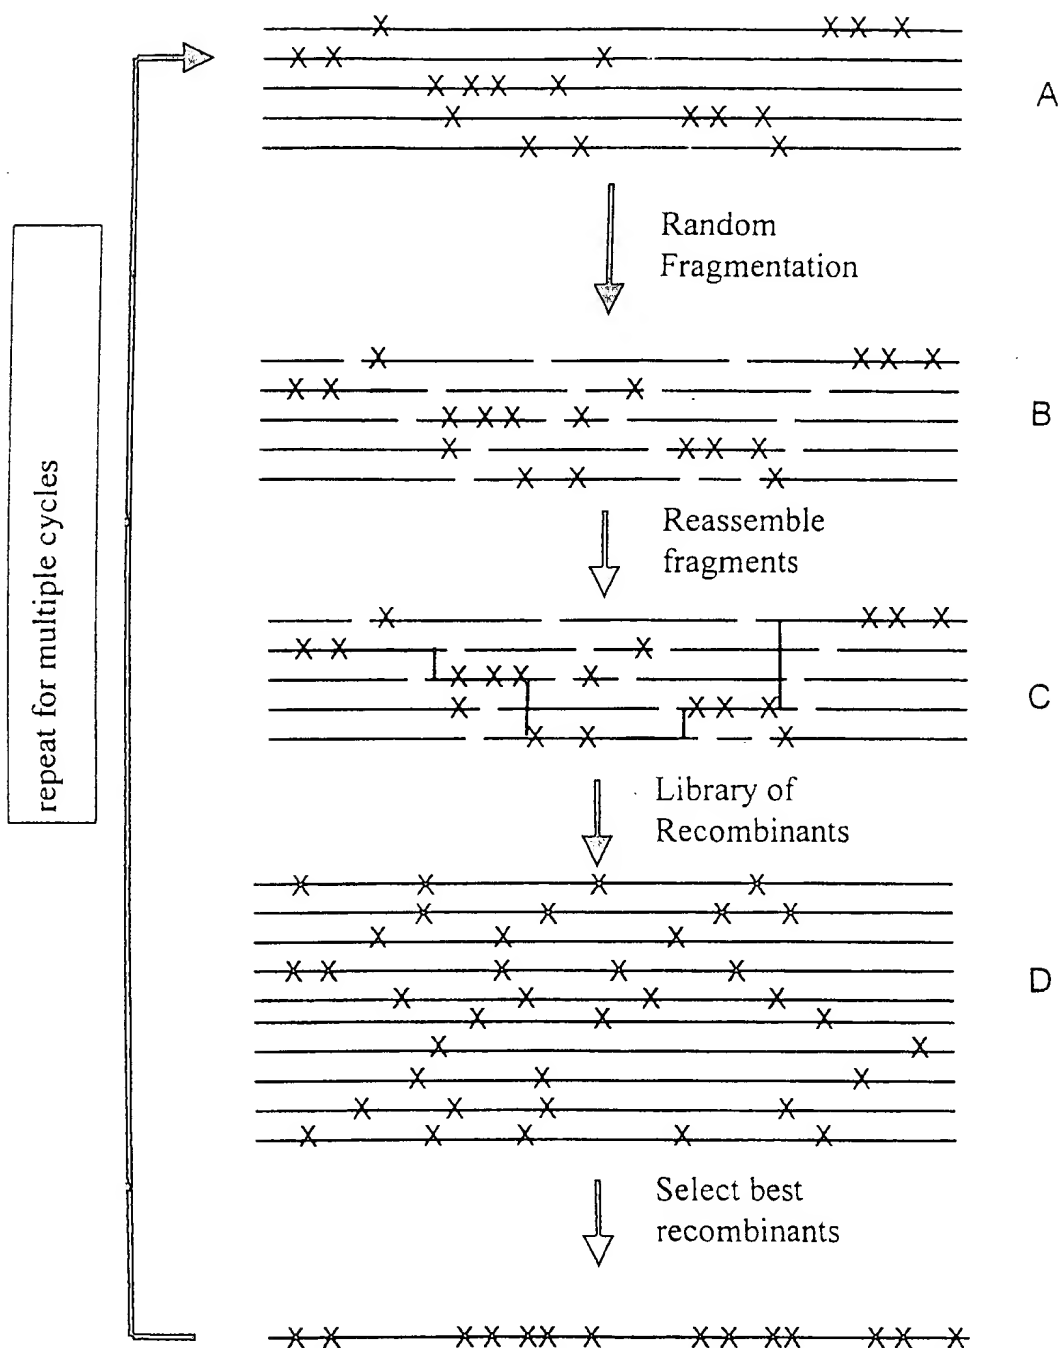 A
Random
Fragmentation
B
Reassemble
fragments
C
Library of
Recombinants
D
Select best
recombinants
repeat for multiple cycles